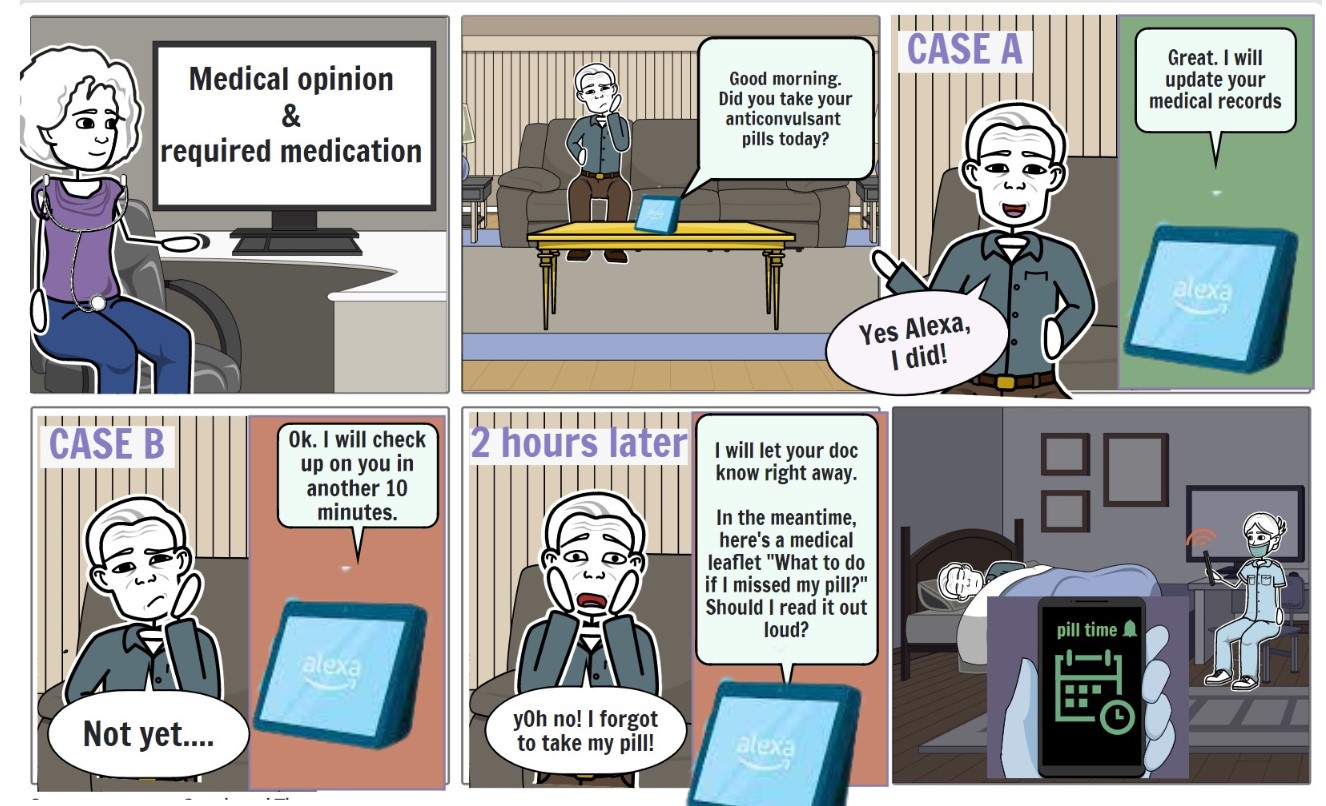 Medical opinion
&
required medication
Good morning.
Did you take your
anticonvulsant
pills today?
alexa
CASE A
Great. I will
update your
medical records
Yes Alexa,
I did!
alexa
CASE B
Ok. I will check
up on you in
another 10
minutes.
Not yet....
alexa
2 hours later
I will let your doc
know right away.
In the meantime,
here's a medical
leaflet "What to do
if I missed my pill?"
Should I read it out
loud?
yOh no! I forgot
to take my pill!
alexa
pill time